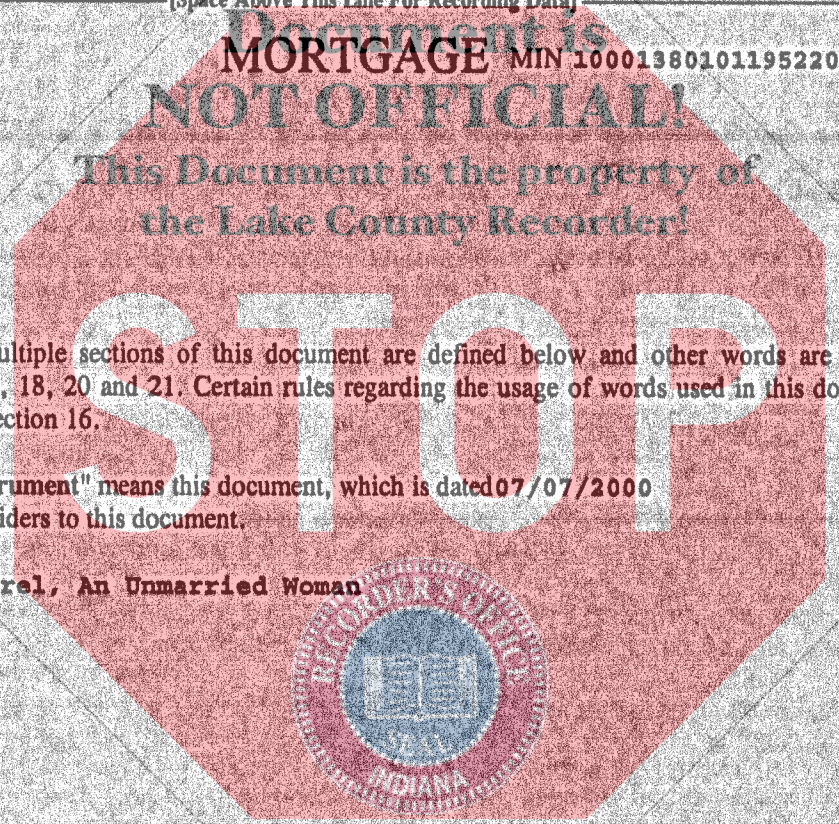 [Space Above This Line For Recording Data]
Document is
MORTGAGE MIN 10001380101195220
NOT OFFICIAL!
This Document is the property of
the Lake County Recorder!
STOP
ultiple sections of this document are defined below and other words are
, 18, 20 and 21. Certain rules regarding the usage of words used in this do
ection 16.
rument" means this document, which is dated 07/07/2000
iders to this document.
rel, An Unmarried Woman
RECORDER'S OFFICE
SEAL
INDIANA